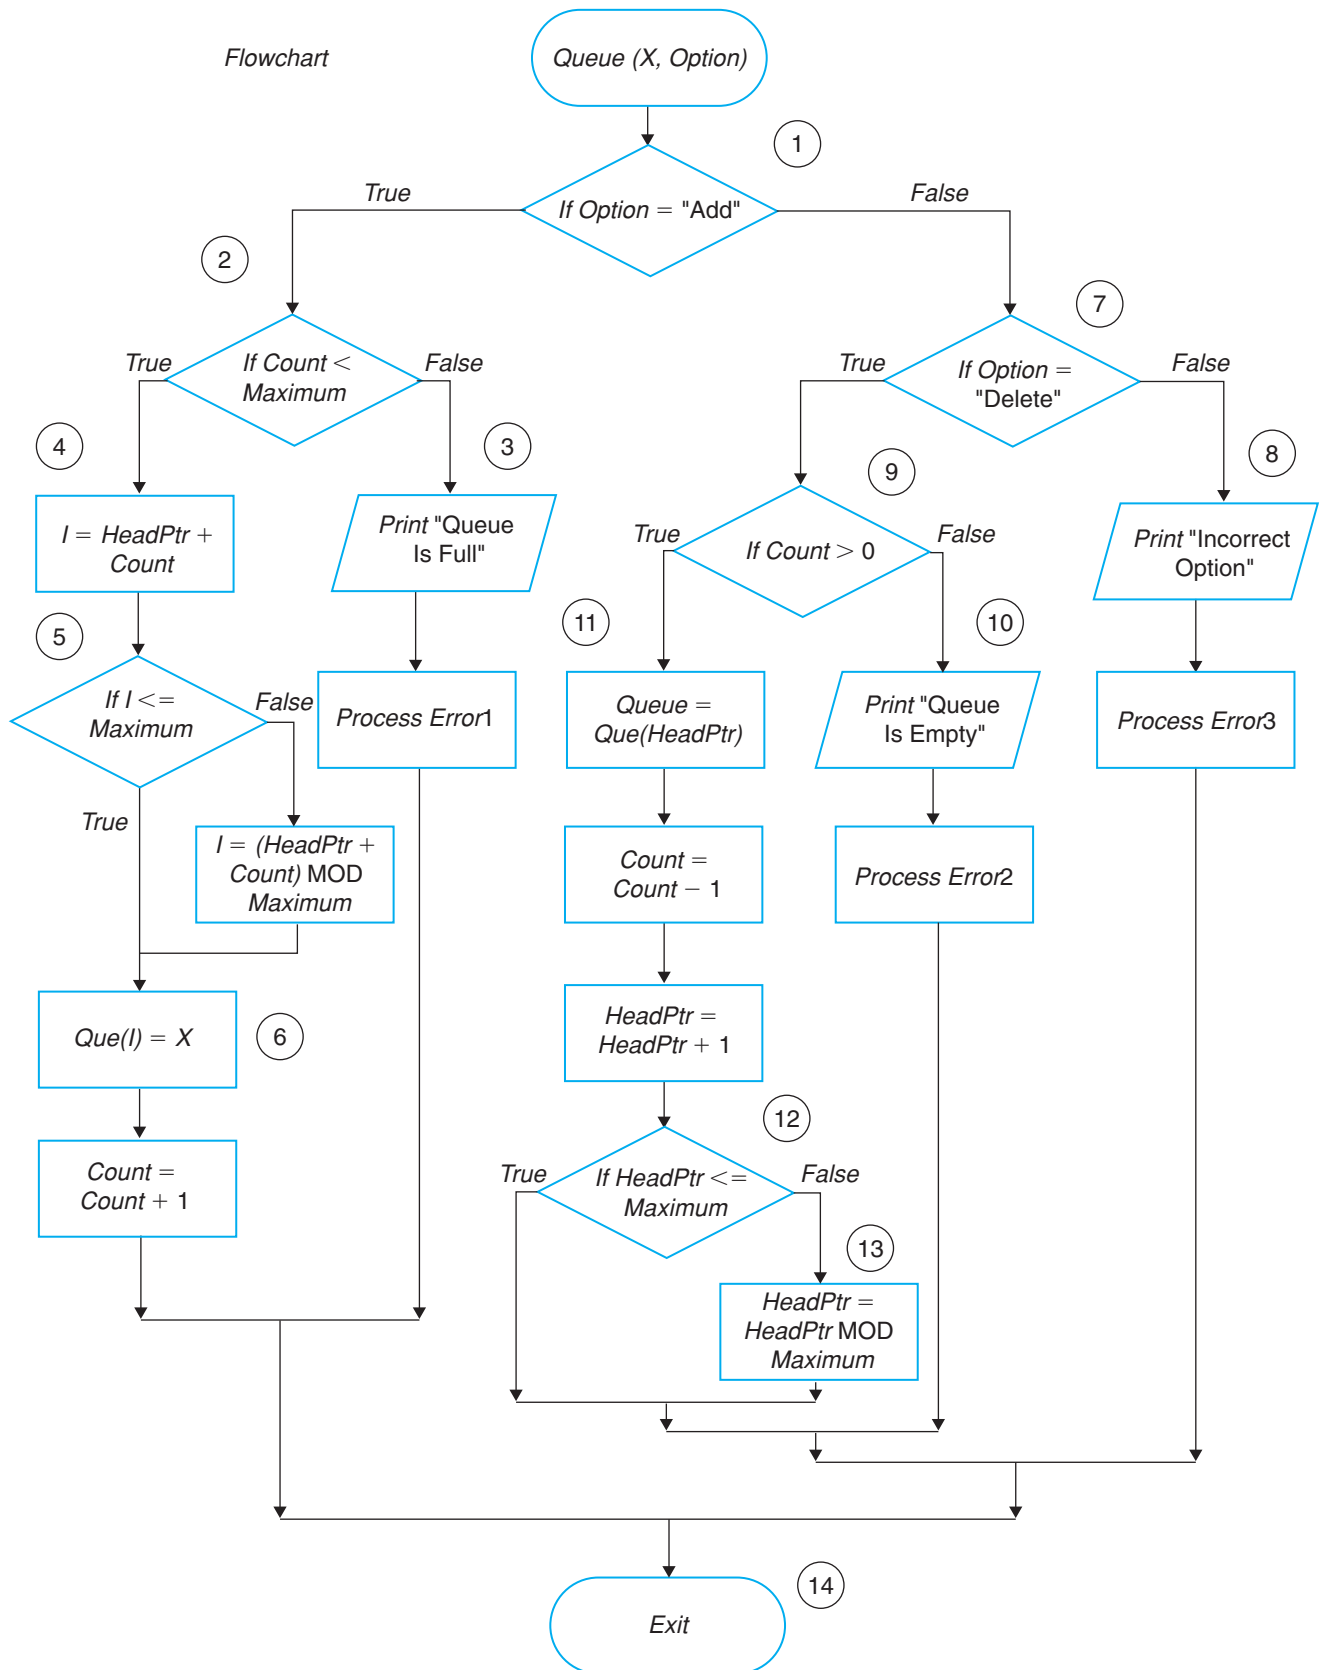 Flowchart
Queue (X, Option)
1
If Option = "Add"
True
False
2
If Count <
Maximum
True
False
4
I = HeadPtr +
Count
3
Print "Queue
Is Full"
5
If I <=
Maximum
False
True
Process Error1
I = (HeadPtr +
Count) MOD
Maximum
Que(I) = X
6
Count =
Count + 1
7
If Option =
"Delete"
True
False
9
If Count > 0
True
False
8
Print "Incorrect
Option"
11
Queue =
Que(HeadPtr)
10
Print "Queue
Is Empty"
Process Error3
Count =
Count − 1
Process Error2
HeadPtr =
HeadPtr + 1
12
If HeadPtr <=
Maximum
True
False
13
HeadPtr =
HeadPtr MOD
Maximum
14
Exit